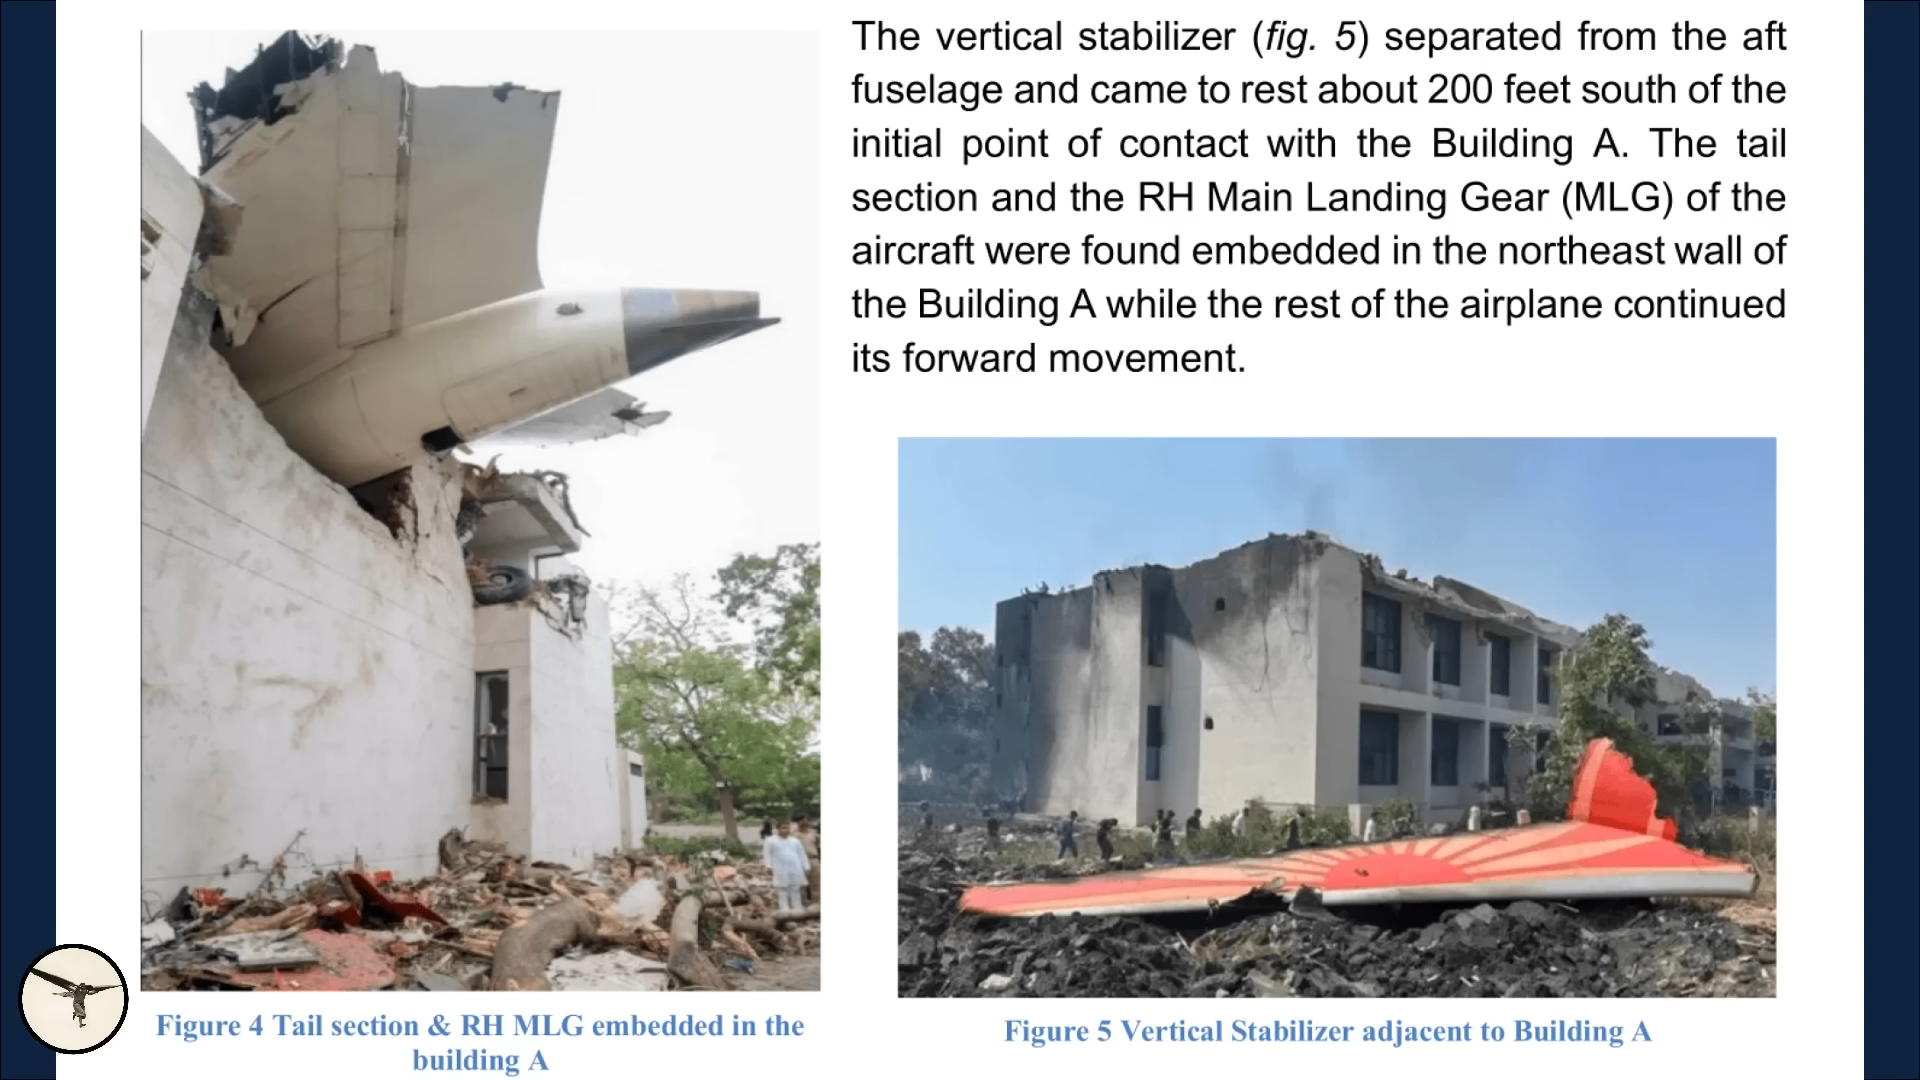 The vertical stabilizer (fig. 5) separated from the aft
fuselage and came to rest about 200 feet south of the
initial point of contact with the Building A. The tail
section and the RH Main Landing Gear (MLG) of the
aircraft were found embedded in the northeast wall of
the Building A while the rest of the airplane continued
its forward movement.
Figure 4 Tail section & RH MLG embedded in the
building A
Figure 5 Vertical Stabilizer adjacent to Building A